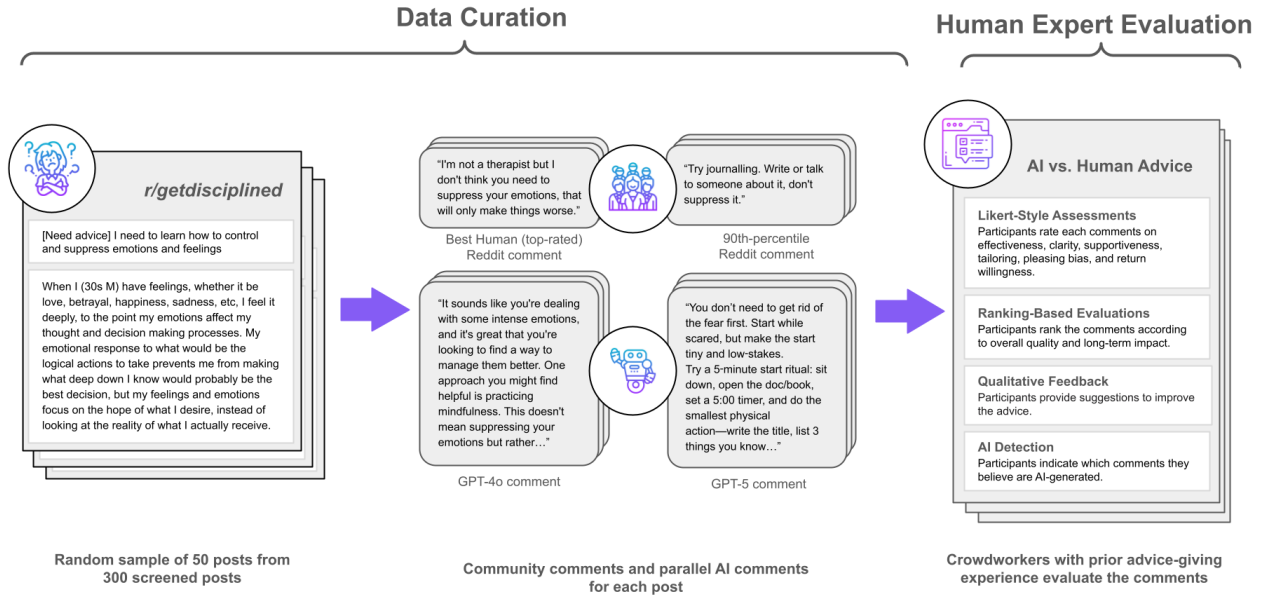 Data Curation
Human Expert Evaluation
r/getdisciplined
[Need advice] I need to learn how to control
and suppress emotions and feelings
When I (30s M) have feelings, whether it be
love, betrayal, happiness, sadness, etc, I feel it
deeply, to the point my emotions affect my
thought and decision making processes. My
emotional response to what would be the
logical actions to take prevents me from making
what deep down I know would probably be the
best decision, but my feelings and emotions
focus on the hope of what I desire, instead of
looking at the reality of what I actually receive.
Random sample of 50 posts from
300 screened posts
“I'm not a therapist but I
don't think you need to
suppress your emotions, that
will only make things worse.”
Best Human (top-rated)
Reddit comment
“Try journalling. Write or talk
to someone about it, don't
suppress it.”
90th-percentile
Reddit comment
“It sounds like you're dealing
with some intense emotions,
and it's great that you're
looking to find a way to
manage them better. One
approach you might find
helpful is practicing
mindfulness. This doesn't
mean suppressing your
emotions but rather…”
GPT-4o comment
“You don’t need to get rid of
the fear first. Start while
scared, but make the start
tiny and low-stakes.
Try a 5-minute start ritual: sit
down, open the doc/book,
set a 5:00 timer, and do the
smallest physical
action—write the title, list 3
things you know…”
GPT-5 comment
Community comments and parallel AI comments
for each post
AI vs. Human Advice
Likert-Style Assessments
Participants rate each comments on
effectiveness, clarity, supportiveness,
tailoring, pleasing bias, and return
willingness.
Ranking-Based Evaluations
Participants rank the comments according
to overall quality and long-term impact.
Qualitative Feedback
Participants provide suggestions to improve
the advice.
AI Detection
Participants indicate which comments they
believe are AI-generated.
Crowdworkers with prior advice-giving
experience evaluate the comments